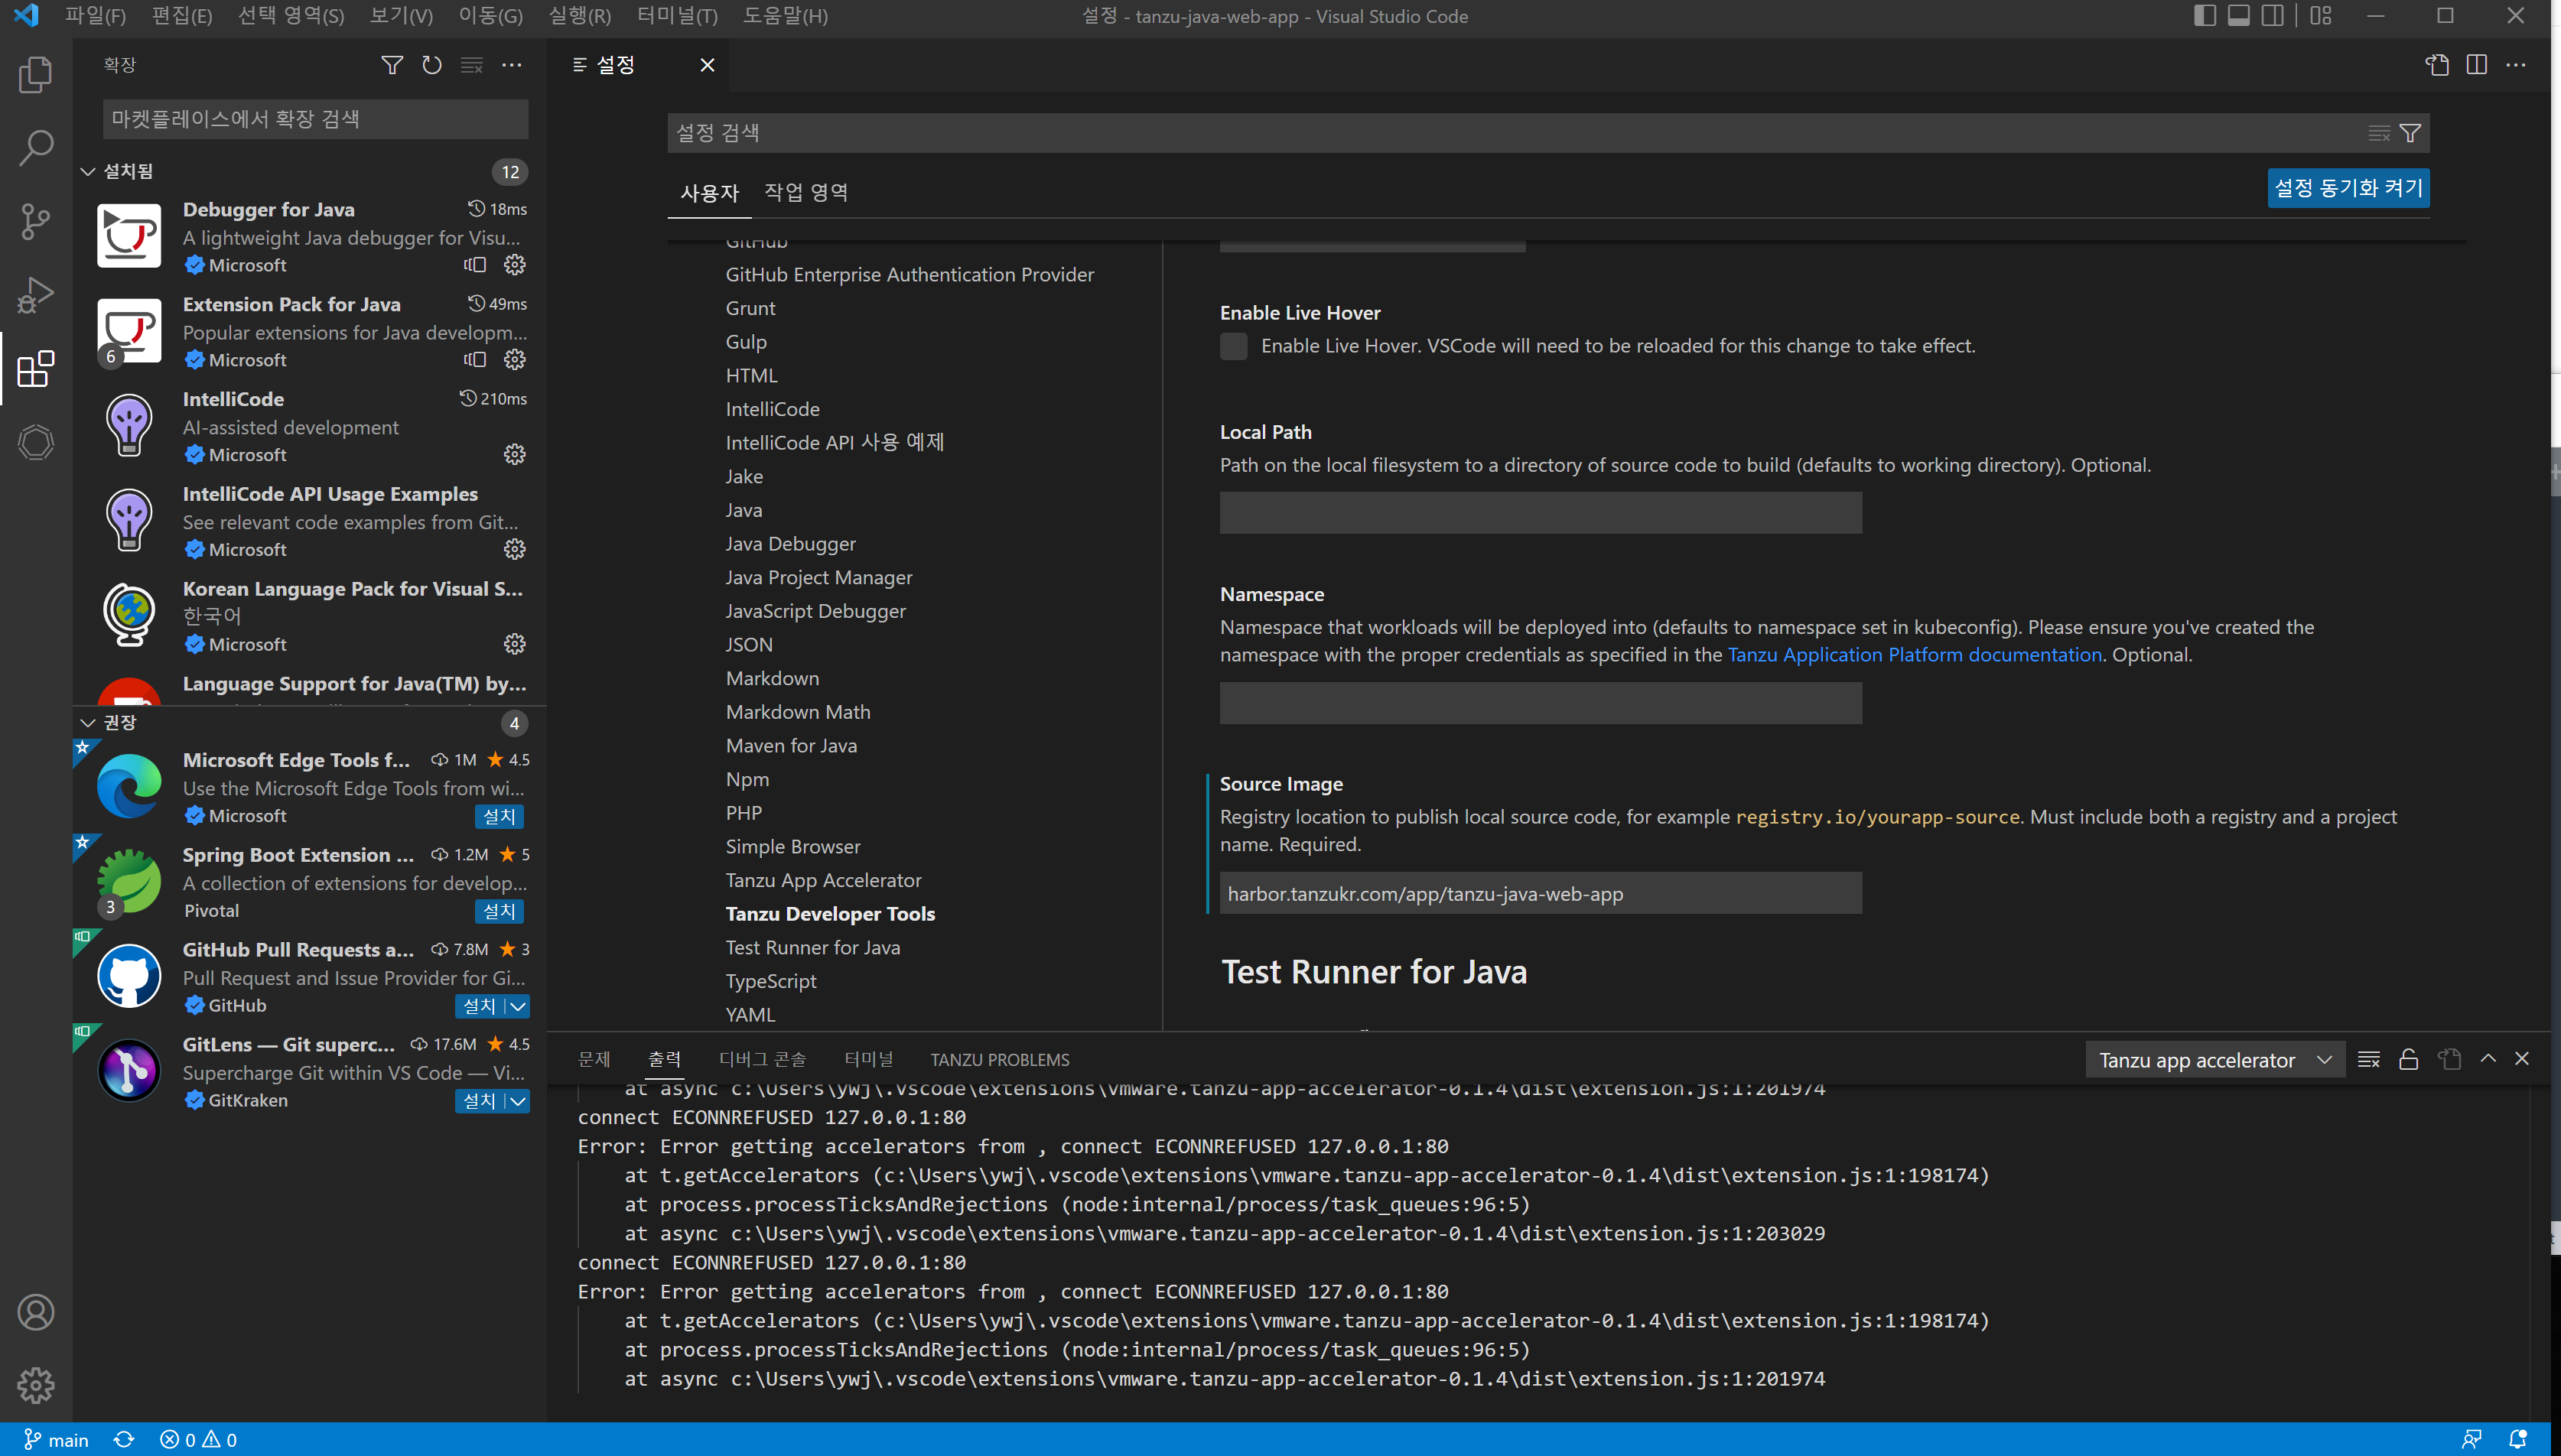 파일(F) 편집(E) 선택 영역(S) 보기(V) 이동(G) 실행(R) 터미널(T) 도움말(H)
설정 - tanzu-java-web-app - Visual Studio Code
확장
마켓플레이스에서 확장 검색
설치됨 12
Debugger for Java 18ms
A lightweight Java debugger for Visu...
Microsoft
Extension Pack for Java 49ms
Popular extensions for Java developm...
6 Microsoft
IntelliCode 210ms
AI-assisted development
Microsoft
IntelliCode API Usage Examples
See relevant code examples from Git...
Microsoft
Korean Language Pack for Visual S...
한국어
Microsoft
Language Support for Java(TM) by...
권장 4
Microsoft Edge Tools f... 1M 4.5
Use the Microsoft Edge Tools from wi...
Microsoft 설치
Spring Boot Extension ... 1.2M 5
A collection of extensions for develop...
3 Pivotal 설치
GitHub Pull Requests a... 7.8M 3
Pull Request and Issue Provider for Gi...
GitHub 설치
GitLens — Git superc... 17.6M 4.5
Supercharge Git within VS Code — Vi...
GitKraken 설치
설정
설정 검색
사용자 작업 영역
설정 동기화 켜기
GitHub
GitHub Enterprise Authentication Provider
Grunt
Gulp
HTML
IntelliCode
IntelliCode API 사용 예제
Jake
Java
Java Debugger
Java Project Manager
JavaScript Debugger
JSON
Markdown
Markdown Math
Maven for Java
Npm
PHP
Simple Browser
Tanzu App Accelerator
Tanzu Developer Tools
Test Runner for Java
TypeScript
YAML
Enable Live Hover
Enable Live Hover. VSCode will need to be reloaded for this change to take effect.
Local Path
Path on the local filesystem to a directory of source code to build (defaults to working directory). Optional.
Namespace
Namespace that workloads will be deployed into (defaults to namespace set in kubeconfig). Please ensure you've created the
namespace with the proper credentials as specified in the Tanzu Application Platform documentation. Optional.
Source Image
Registry location to publish local source code, for example registry.io/yourapp-source. Must include both a registry and a project
name. Required.
harbor.tanzukr.com/app/tanzu-java-web-app
Test Runner for Java
문제 출력 디버그 콘솔 터미널 TANZU PROBLEMS
Tanzu app accelerator
at async c:\Users\ywj\.vscode\extensions\vmware.tanzu-app-accelerator-0.1.4\dist\extension.js:1:201974
connect ECONNREFUSED 127.0.0.1:80
Error: Error getting accelerators from , connect ECONNREFUSED 127.0.0.1:80
at t.getAccelerators (c:\Users\ywj\.vscode\extensions\vmware.tanzu-app-accelerator-0.1.4\dist\extension.js:1:198174)
at process.processTicksAndRejections (node:internal/process/task_queues:96:5)
at async c:\Users\ywj\.vscode\extensions\vmware.tanzu-app-accelerator-0.1.4\dist\extension.js:1:203029
connect ECONNREFUSED 127.0.0.1:80
Error: Error getting accelerators from , connect ECONNREFUSED 127.0.0.1:80
at t.getAccelerators (c:\Users\ywj\.vscode\extensions\vmware.tanzu-app-accelerator-0.1.4\dist\extension.js:1:198174)
at process.processTicksAndRejections (node:internal/process/task_queues:96:5)
at async c:\Users\ywj\.vscode\extensions\vmware.tanzu-app-accelerator-0.1.4\dist\extension.js:1:201974
main 0 0